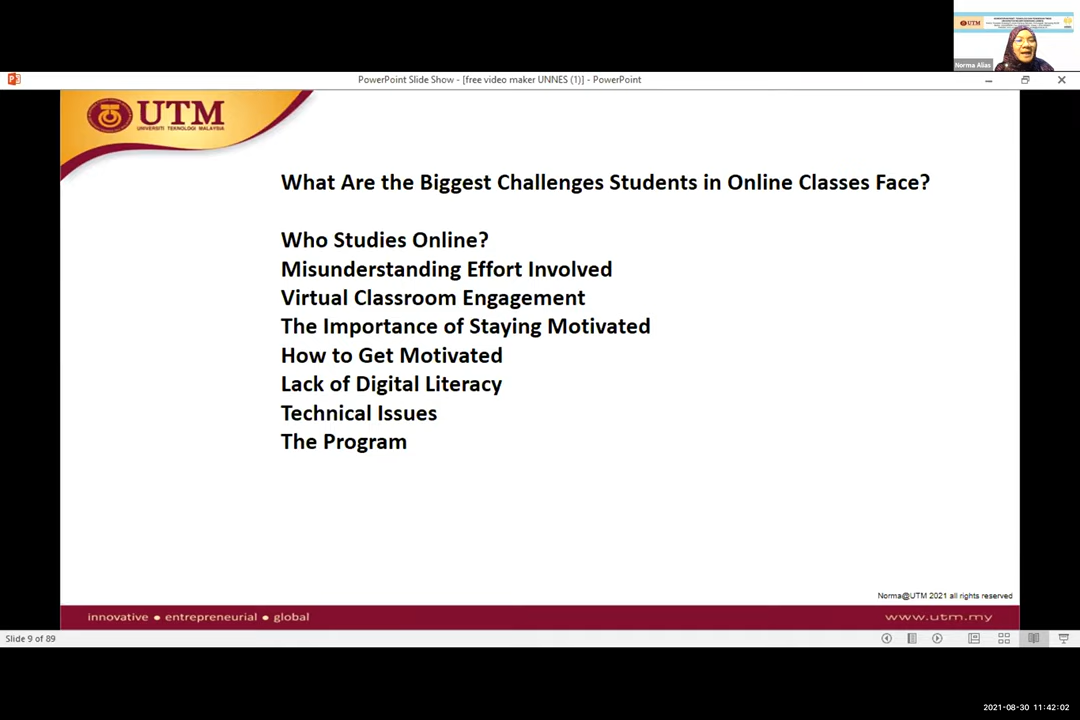 UTM
Norma Alias
PowerPoint Slide Show - [free video maker UNNES (1)] - PowerPoint
UTM
UNIVERSITI TEKNOLOGI MALAYSIA
What Are the Biggest Challenges Students in Online Classes Face?
Who Studies Online?
Misunderstanding Effort Involved
Virtual Classroom Engagement
The Importance of Staying Motivated
How to Get Motivated
Lack of Digital Literacy
Technical Issues
The Program
Norma@UTM 2021 all rights reserved
innovative ● entrepreneurial ● global
www.utm.my
Slide 9 of 89
2021-08-30 11:42:02